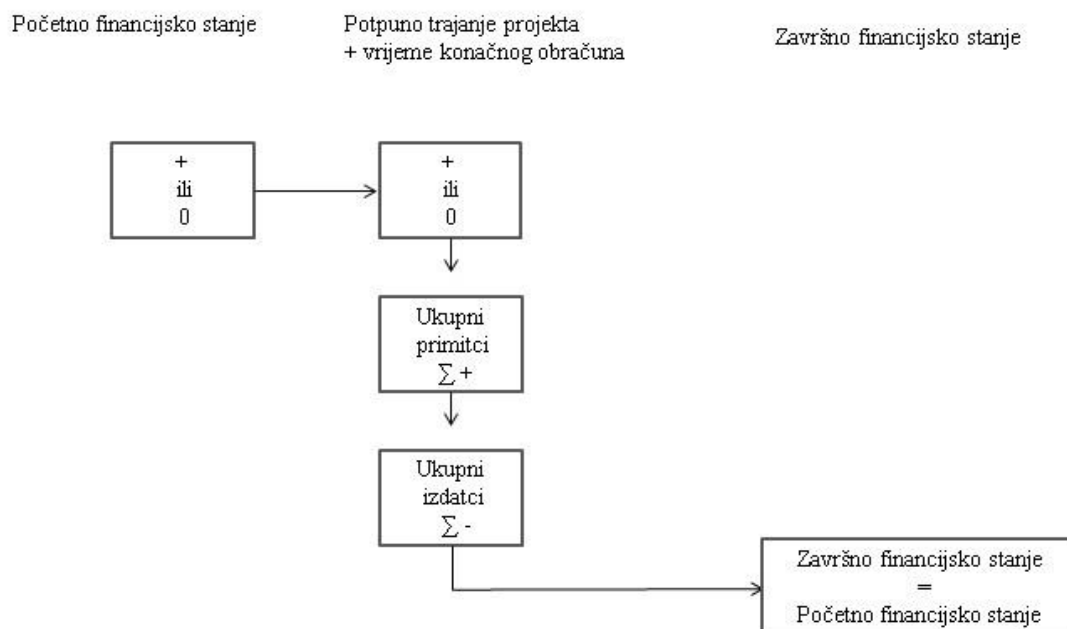 Početno financijsko stanje
Potpuno trajanje projekta
+ vrijeme konačnog obračuna
Završno financijsko stanje
+
ili
0
+
ili
0
Ukupni
primitci
∑ +
Ukupni
izdatci
∑ -
Završno financijsko stanje
=
Početno financijsko stanje